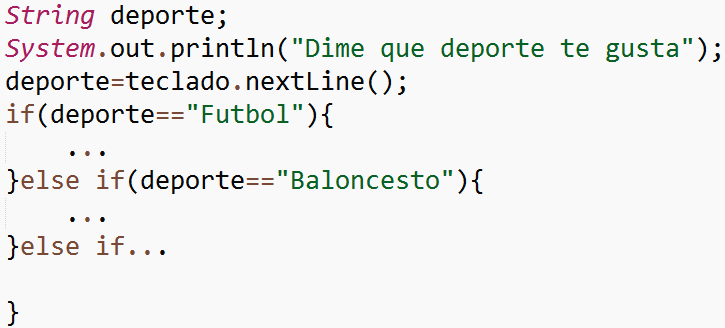 String deporte;
System.out.println("Dime que deporte te gusta");
deporte=teclado.nextLine();
if(deporte=="Futbol"){
    ...
}else if(deporte=="Baloncesto"){
    ...
}else if...
}